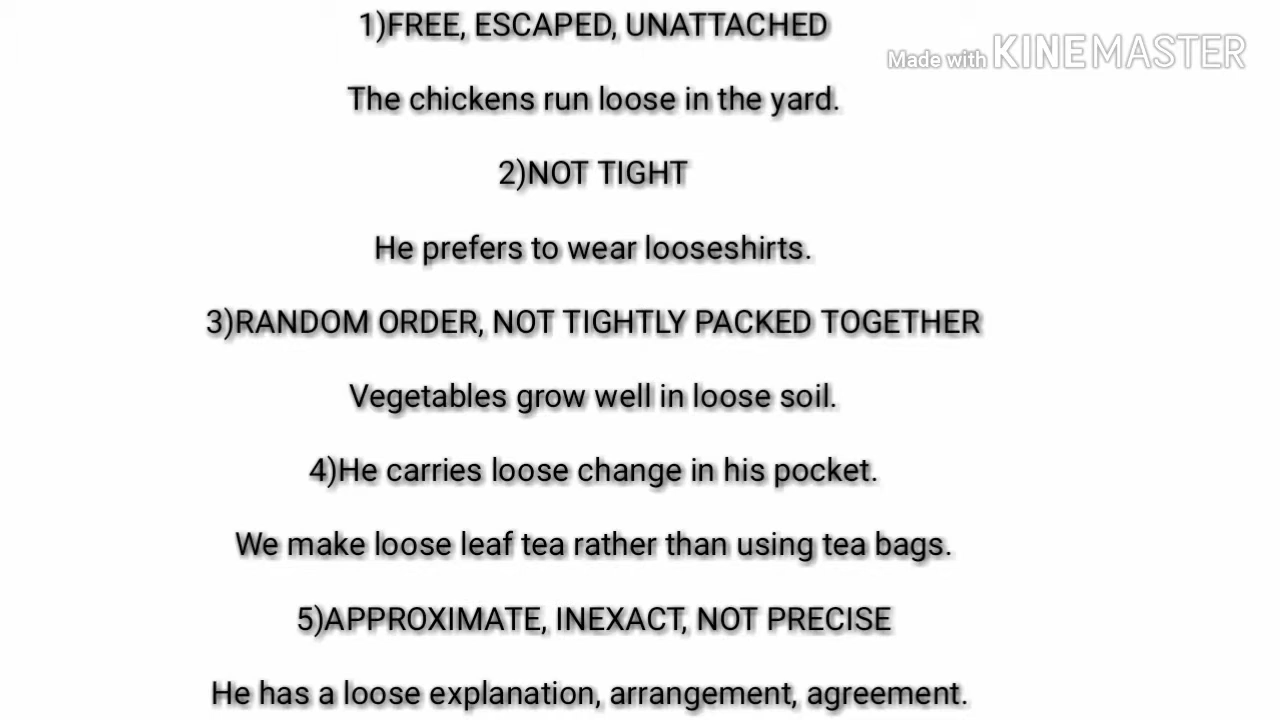 1)FREE, ESCAPED, UNATTACHED
Made with KINEMASTER
The chickens run loose in the yard.
2)NOT TIGHT
He prefers to wear looseshirts.
3)RANDOM ORDER, NOT TIGHTLY PACKED TOGETHER
Vegetables grow well in loose soil.
4)He carries loose change in his pocket.
We make loose leaf tea rather than using tea bags.
5)APPROXIMATE, INEXACT, NOT PRECISE
He has a loose explanation, arrangement, agreement.